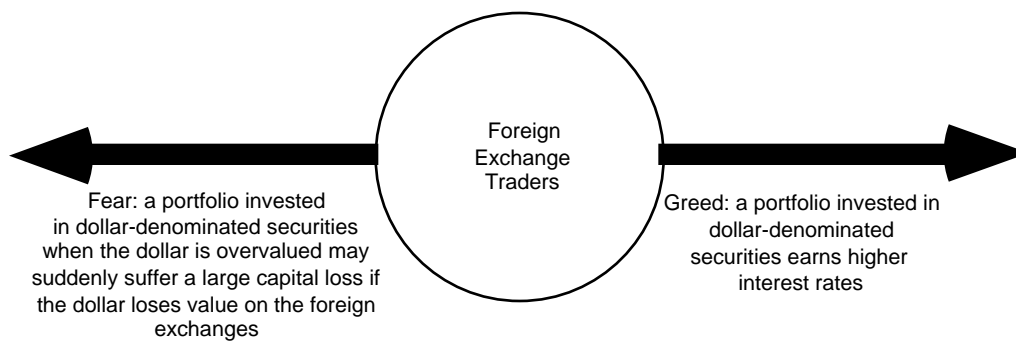 Foreign
Exchange
Traders
Fear: a portfolio invested
in dollar-denominated securities
when the dollar is overvalued may
suddenly suffer a large capital loss if
the dollar loses value on the foreign
exchanges
Greed: a portfolio invested in
dollar-denominated
securities earns higher
interest rates